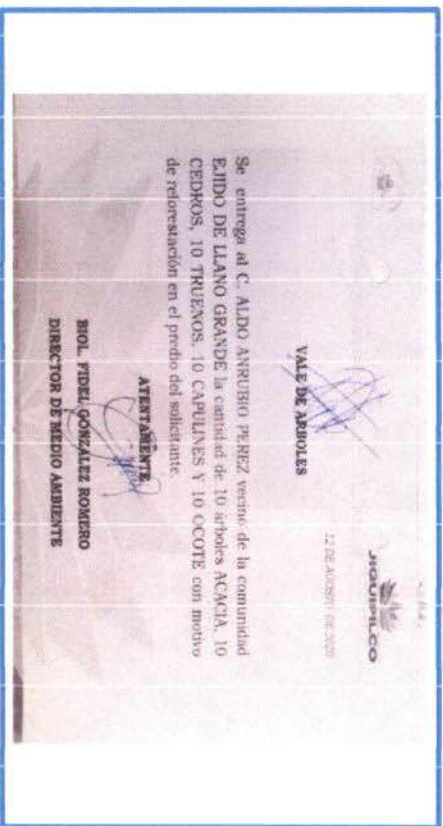 JIQUIPILCO
12 DE AGOSTO DE 2020
VALE DE ARBOLES
Se entrega al C. ALDO ANRUBIO PEREZ vecino de la comunidad
EJIDO DE LLANO GRANDE la cantidad de 10 arboles ACACIA, 10
CEDROS, 10 TRUENOS, 10 CAPULINES Y 10 OCOTE con motivo
de reforestación en el predio del solicitante.
ATENTAMENTE
BIOL. FIDEL GONZALEZ ROMERO
DIRECTOR DE MEDIO AMBIENTE